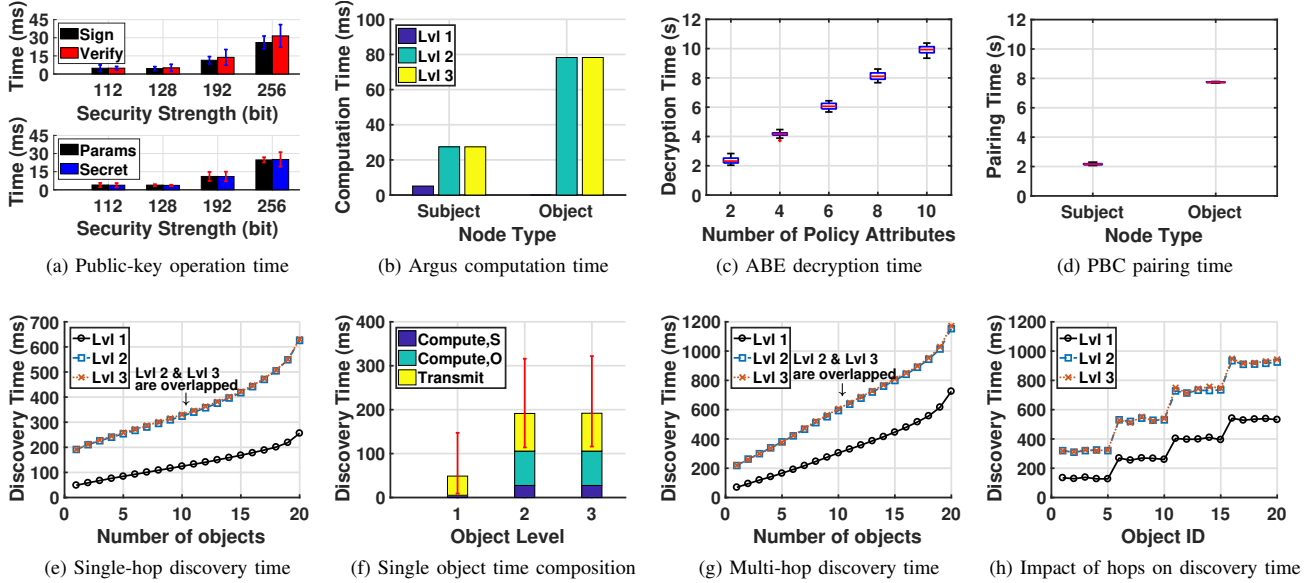 Time (ms)
45
30
15
0
Sign
Verify
112 128 192 256
Security Strength (bit)
Time (ms)
45
30
15
0
Params
Secret
112 128 192 256
Security Strength (bit)
(a) Public-key operation time
Computation Time (ms)
100
80
60
40
20
0
Lvl 1
Lvl 2
Lvl 3
Subject Object
Node Type
(b) Argus computation time
Decryption Time (s)
12
10
8
6
4
2
0
2 4 6 8 10
Number of Policy Attributes
(c) ABE decryption time
Pairing Time (s)
12
10
8
6
4
2
0
Subject Object
Node Type
(d) PBC pairing time
Discovery Time (ms)
700
600
500
400
300
200
100
0
Lvl 1
Lvl 2
Lvl 3
Lvl 2 & Lvl 3
are overlapped
0 5 10 15 20
Number of objects
(e) Single-hop discovery time
Discovery Time (ms)
400
300
200
100
0
Compute,S
Compute,O
Transmit
1 2 3
Object Level
(f) Single object time composition
Discovery Time (ms)
1200
1000
800
600
400
200
0
Lvl 1
Lvl 2
Lvl 3
Lvl 2 & Lvl 3
are overlapped
0 5 10 15 20
Number of objects
(g) Multi-hop discovery time
Discovery Time (ms)
1200
1000
800
600
400
200
0
Lvl 1
Lvl 2
Lvl 3
0 5 10 15 20
Object ID
(h) Impact of hops on discovery time